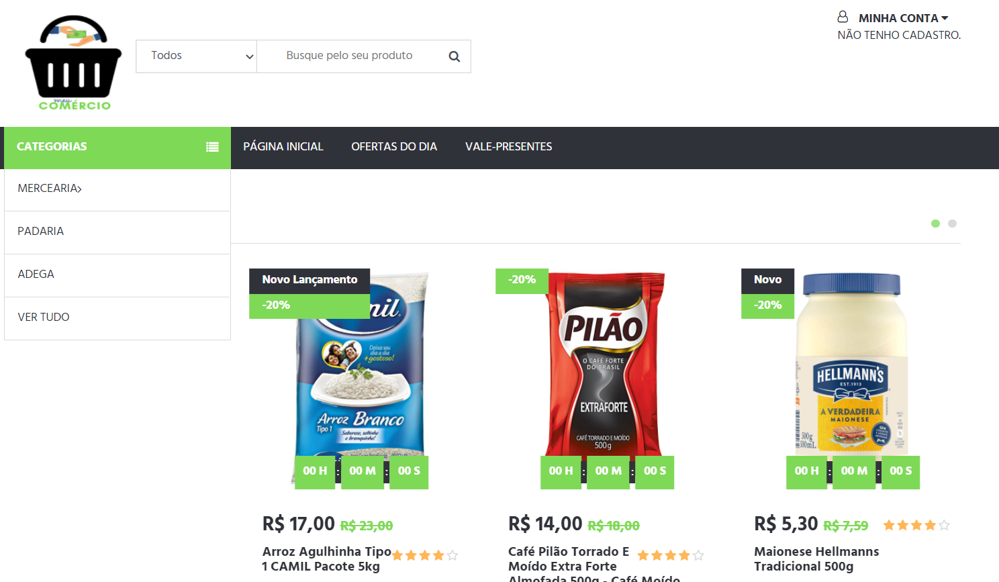 MINHA CONTA
NÃO TENHO CADASTRO.
Todos
Busque pelo seu produto
meu
COMÉRCIO
CATEGORIAS
PÁGINA INICIAL
OFERTAS DO DIA
VALE-PRESENTES
MERCEARIA>
PADARIA
ADEGA
VER TUDO
Novo Lançamento
-20%
Deixa seu
dia a dia
+gostoso!
Arroz Branco
Tipo 1
Saboroso, soltinho
e branquinho!
00 H : 00 M : 00 S
R$ 17,00 R$ 23,00
Arroz Agulhinha Tipo
1 CAMIL Pacote 5kg
-20%
PILÃO
O CAFÉ FORTE
DO BRASIL
EXTRAFORTE
CAFÉ TORRADO E MOÍDO
500g
00 H : 00 M : 00 S
R$ 14,00 R$ 18,00
Café Pilão Torrado E
Moído Extra Forte
Almofada 500g - Café Moído
Novo
-20%
HELLMANN'S
EST.1913
A VERDADEIRA
MAIONESE
500g
500mL
00 H : 00 M : 00 S
R$ 5,30 R$ 7,59
Maionese Hellmanns
Tradicional 500g